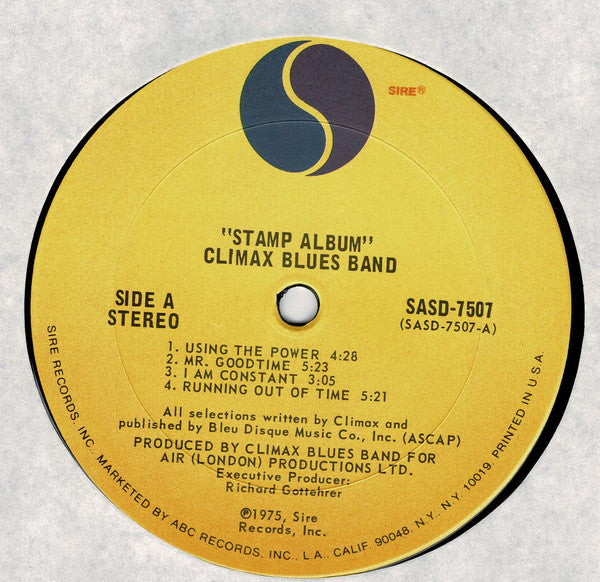 SIRE®
"STAMP ALBUM"
CLIMAX BLUES BAND
SIDE A
STEREO
SASD-7507
(SASD-7507-A)
1. USING THE POWER 4:28
2. MR. GOODTIME 5:23
3. I AM CONSTANT 3:05
4. RUNNING OUT OF TIME 5:21
All selections written by Climax and
published by Bleu Disque Music Co., Inc. (ASCAP)
PRODUCED BY CLIMAX BLUES BAND FOR
AIR (LONDON) PRODUCTIONS LTD.
Executive Producer:
Richard Gottehrer
℗1975, Sire
Records, Inc.
SIRE RECORDS, INC., MARKETED BY ABC RECORDS, INC., L.A., CALIF. 90048, N.Y., N.Y. 10019. PRINTED IN U.S.A.